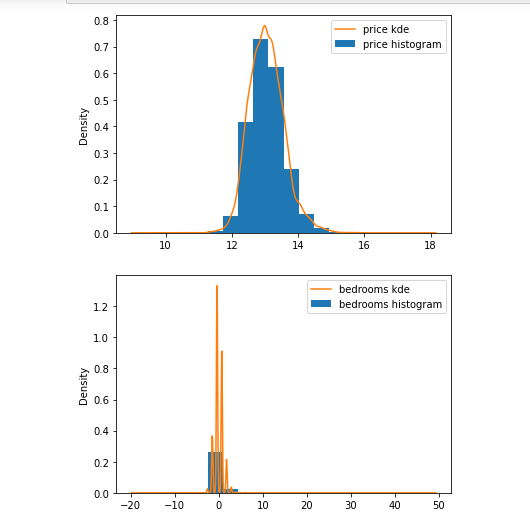 price kde
price histogram
Density
0.8
0.7
0.6
0.5
0.4
0.3
0.2
0.1
0.0
10 12 14 16 18
bedrooms kde
bedrooms histogram
Density
1.2
1.0
0.8
0.6
0.4
0.2
0.0
−20 −10 0 10 20 30 40 50